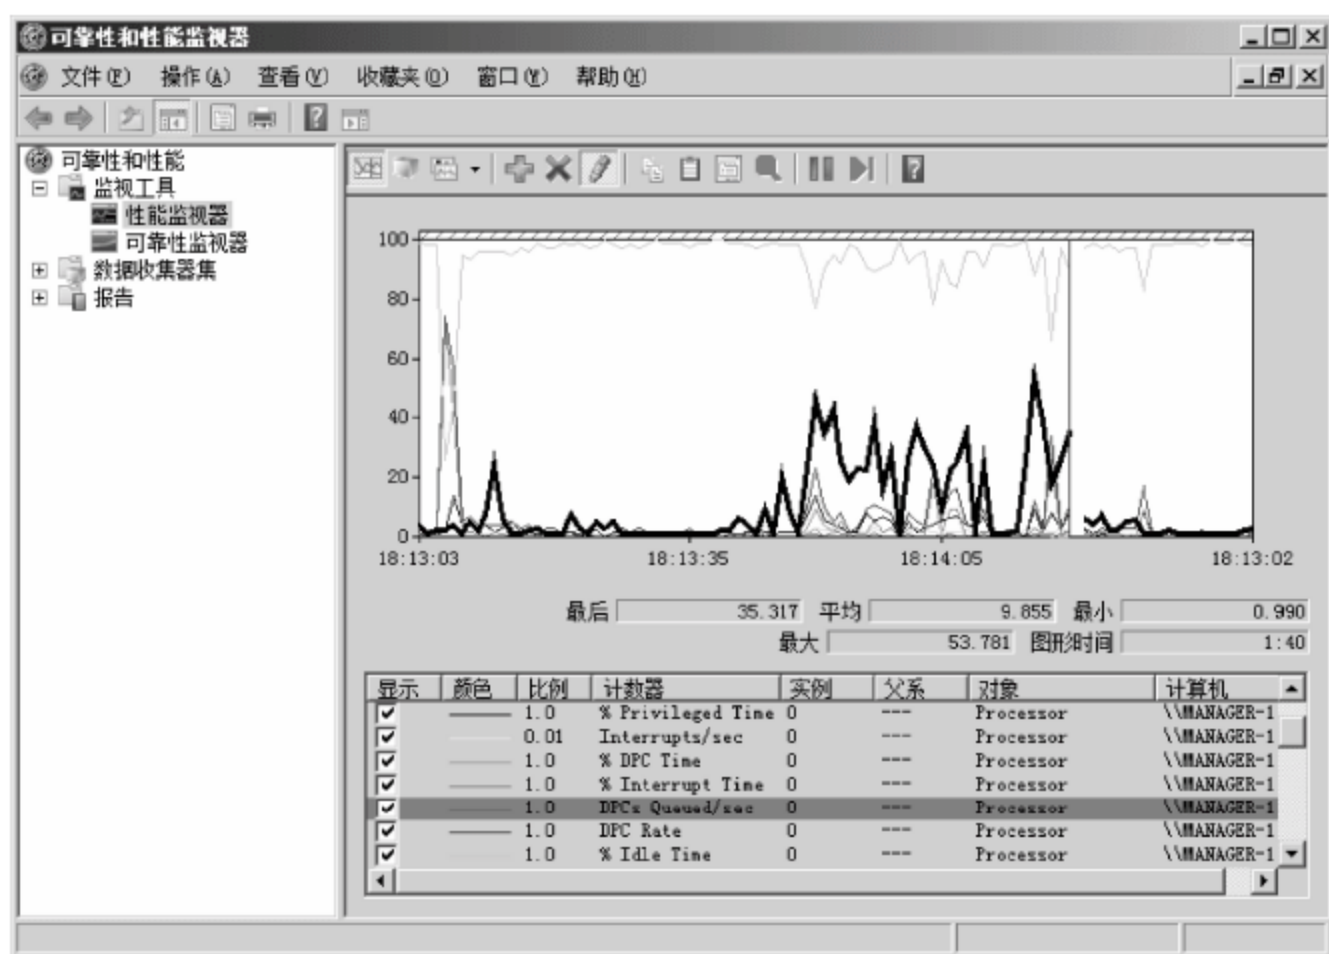 可靠性和性能监视器
文件(F) 操作(A) 查看(V) 收藏夹(O) 窗口(W) 帮助(H)
可靠性和性能
监视工具
性能监视器
可靠性监视器
数据收集器集
报告
100
80
60
40
20
0
18:13:03 18:13:35 18:14:05 18:13:02
最后 35.317 平均 9.855 最小 0.990
最大 53.781 图形时间 1:40
显示 颜色 比例 计数器 实例 父系 对象 计算机
1.0 % Privileged Time 0 --- Processor \\MANAGER-1
0.01 Interrupts/sec 0 --- Processor \\MANAGER-1
1.0 % DPC Time 0 --- Processor \\MANAGER-1
1.0 % Interrupt Time 0 --- Processor \\MANAGER-1
1.0 DPCs Queued/sec 0 --- Processor \\MANAGER-1
1.0 DPC Rate 0 --- Processor \\MANAGER-1
1.0 % Idle Time 0 --- Processor \\MANAGER-1